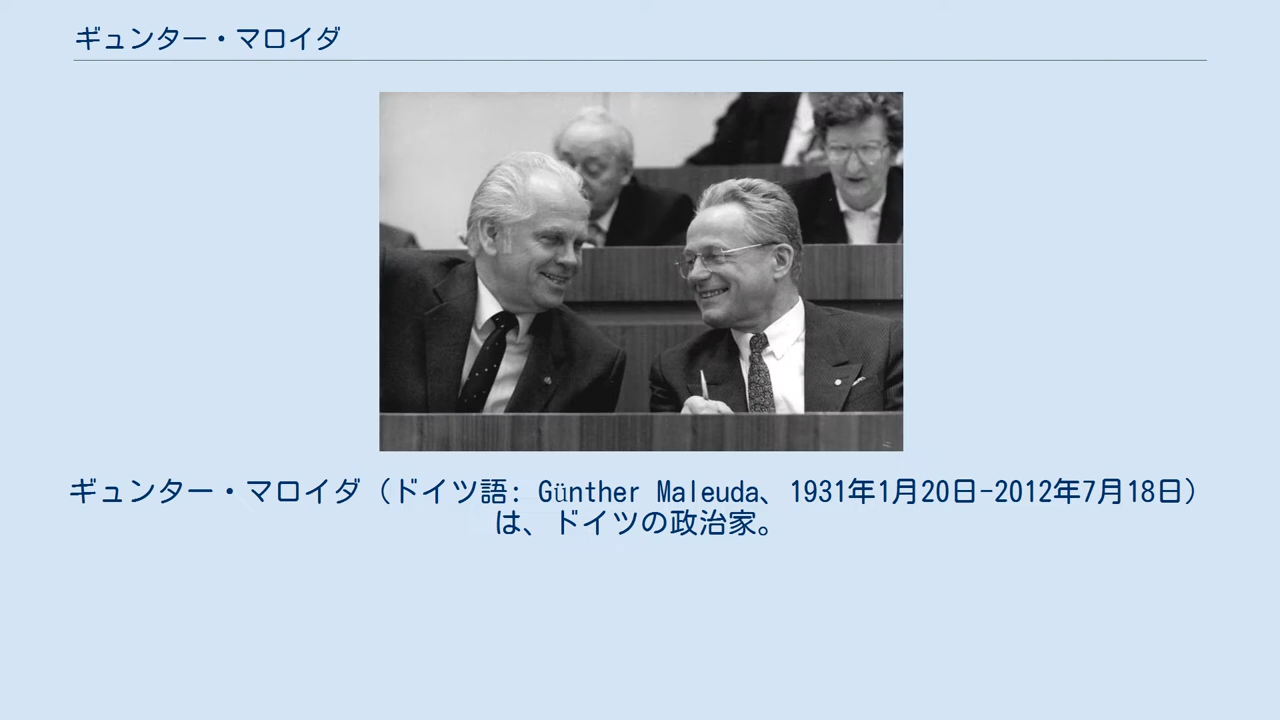 ギュンター・マロイダ
ギュンター・マロイダ（ドイツ語: Günther Maleuda、1931年1月20日-2012年7月18日）
は、ドイツの政治家。